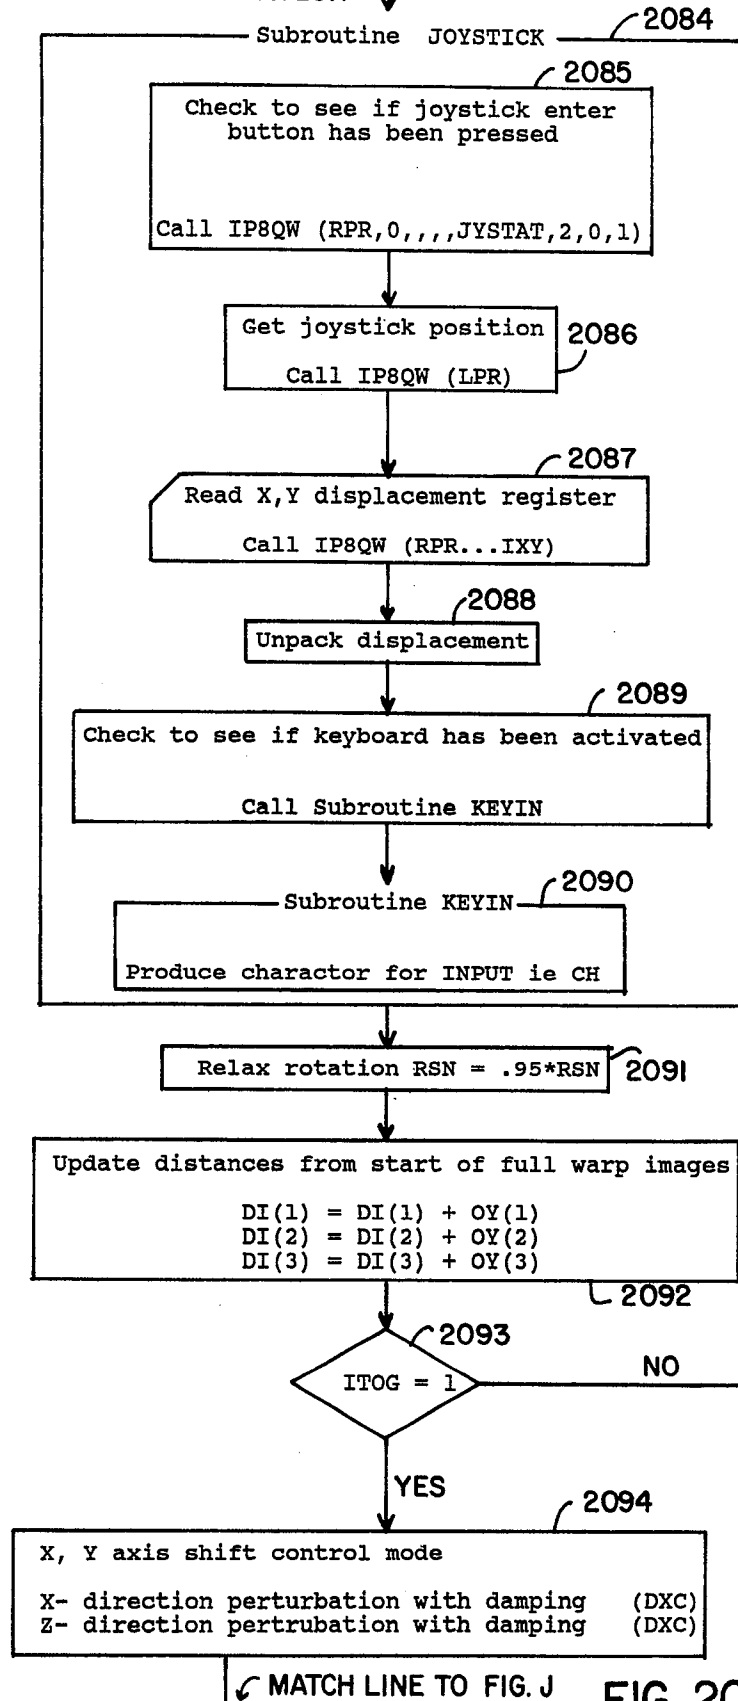 2084
Subroutine JOYSTICK
2085
Check to see if joystick enter
button has been pressed
Call IP8QW (RPR,0,,,,JYSTAT,2,0,1)
Get joystick position
2086
Call IP8QW (LPR)
2087
Read X,Y displacement register
Call IP8QW (RPR...IXY)
2088
Unpack displacement
2089
Check to see if keyboard has been activated
Call Subroutine KEYIN
2090
Subroutine KEYIN
Produce charactor for INPUT ie CH
Relax rotation RSN = .95*RSN
2091
Update distances from start of full warp images
DI(1) = DI(1) + OY(1)
DI(2) = DI(2) + OY(2)
DI(3) = DI(3) + OY(3)
2092
2093
ITOG = 1
NO
YES
2094
X, Y axis shift control mode
X- direction perturbation with damping (DXC)
Z- direction pertrubation with damping (DXC)
MATCH LINE TO FIG. J
FIG. 20